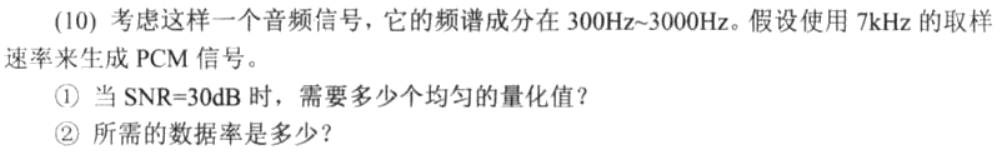 (10) 考虑这样一个音频信号，它的频谱成分在 300Hz~3000Hz。假设使用 7kHz 的取样
速率来生成 PCM 信号。
① 当 SNR=30dB 时，需要多少个均匀的量化值？
② 所需的数据率是多少？